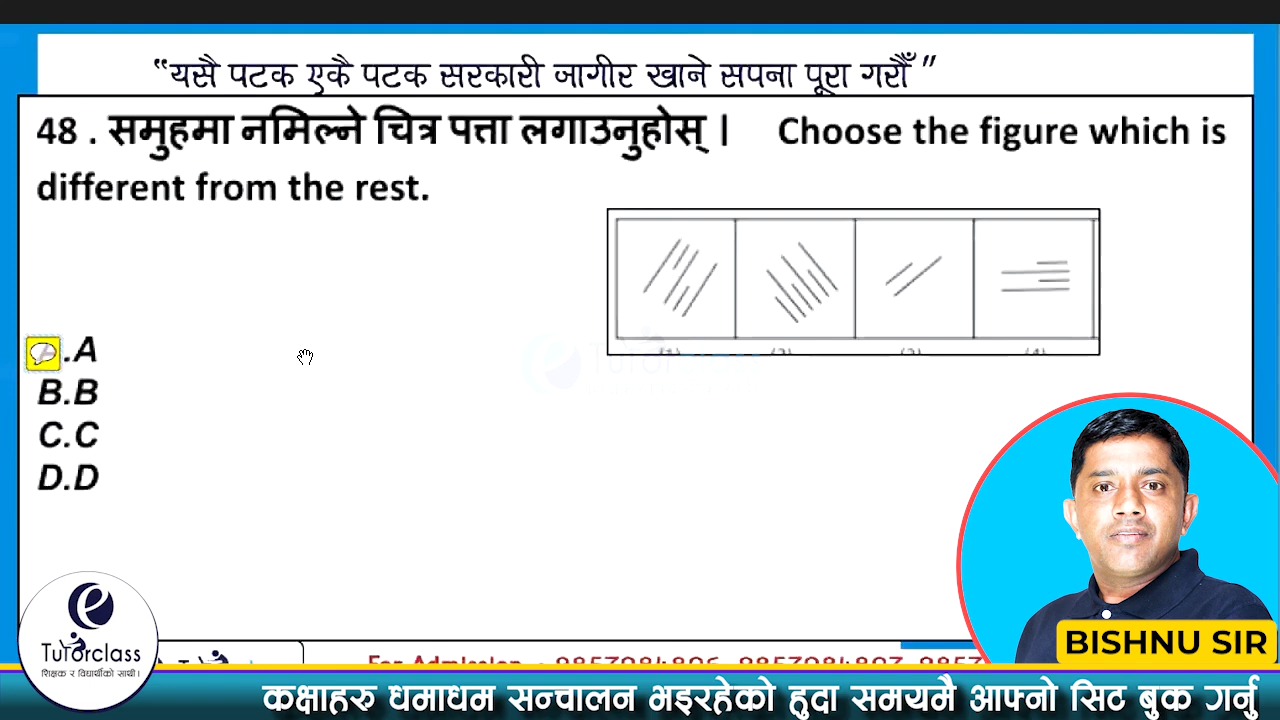 “यसै पटक एकै पटक सरकारी जागीर खाने सपना पूरा गरौँ ”
48 . समुहमा नमिल्ने चित्र पत्ता लगाउनुहोस् । Choose the figure which is
different from the rest.
.A
B.B
C.C
D.D
Tutorclass
शिक्षक र विद्यार्थीको साथी।
BISHNU SIR
कक्षाहरु धमाधम सन्चालन भइरहेको हुदा समयमै आफ्नो सिट बुक गर्नु